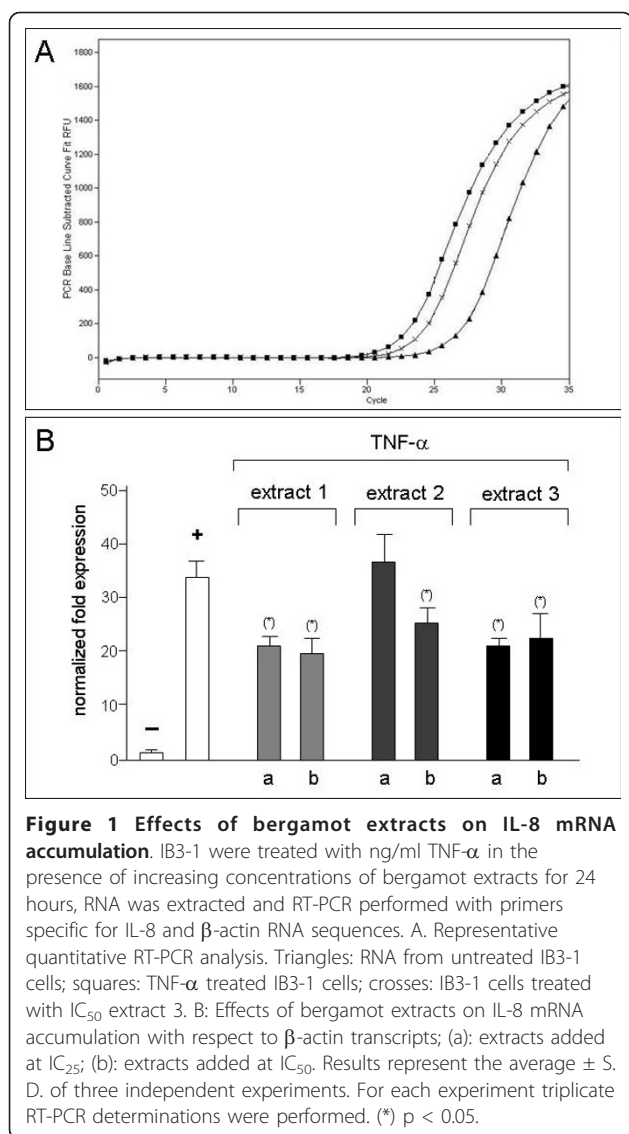 A
PCR Base Line Subtracted Curve Fit RFU
1800
1600
1400
1200
1000
800
600
400
200
0
0 5 10 15 20 25 30 35
Cycle
B
TNF-α
extract 1 extract 2 extract 3
normalized fold expression
50
40
30
20
10
0
− + (*) (*) (*) (*) (*)
a b a b a b
Figure 1 Effects of bergamot extracts on IL-8 mRNA
accumulation. IB3-1 were treated with ng/ml TNF-α in the
presence of increasing concentrations of bergamot extracts for 24
hours, RNA was extracted and RT-PCR performed with primers
specific for IL-8 and β-actin RNA sequences. A. Representative
quantitative RT-PCR analysis. Triangles: RNA from untreated IB3-1
cells; squares: TNF-α treated IB3-1 cells; crosses: IB3-1 cells treated
with IC₅₀ extract 3. B: Effects of bergamot extracts on IL-8 mRNA
accumulation with respect to β-actin transcripts; (a): extracts added
at IC₂₅; (b): extracts added at IC₅₀. Results represent the average ± S.
D. of three independent experiments. For each experiment triplicate
RT-PCR determinations were performed. (*) p < 0.05.